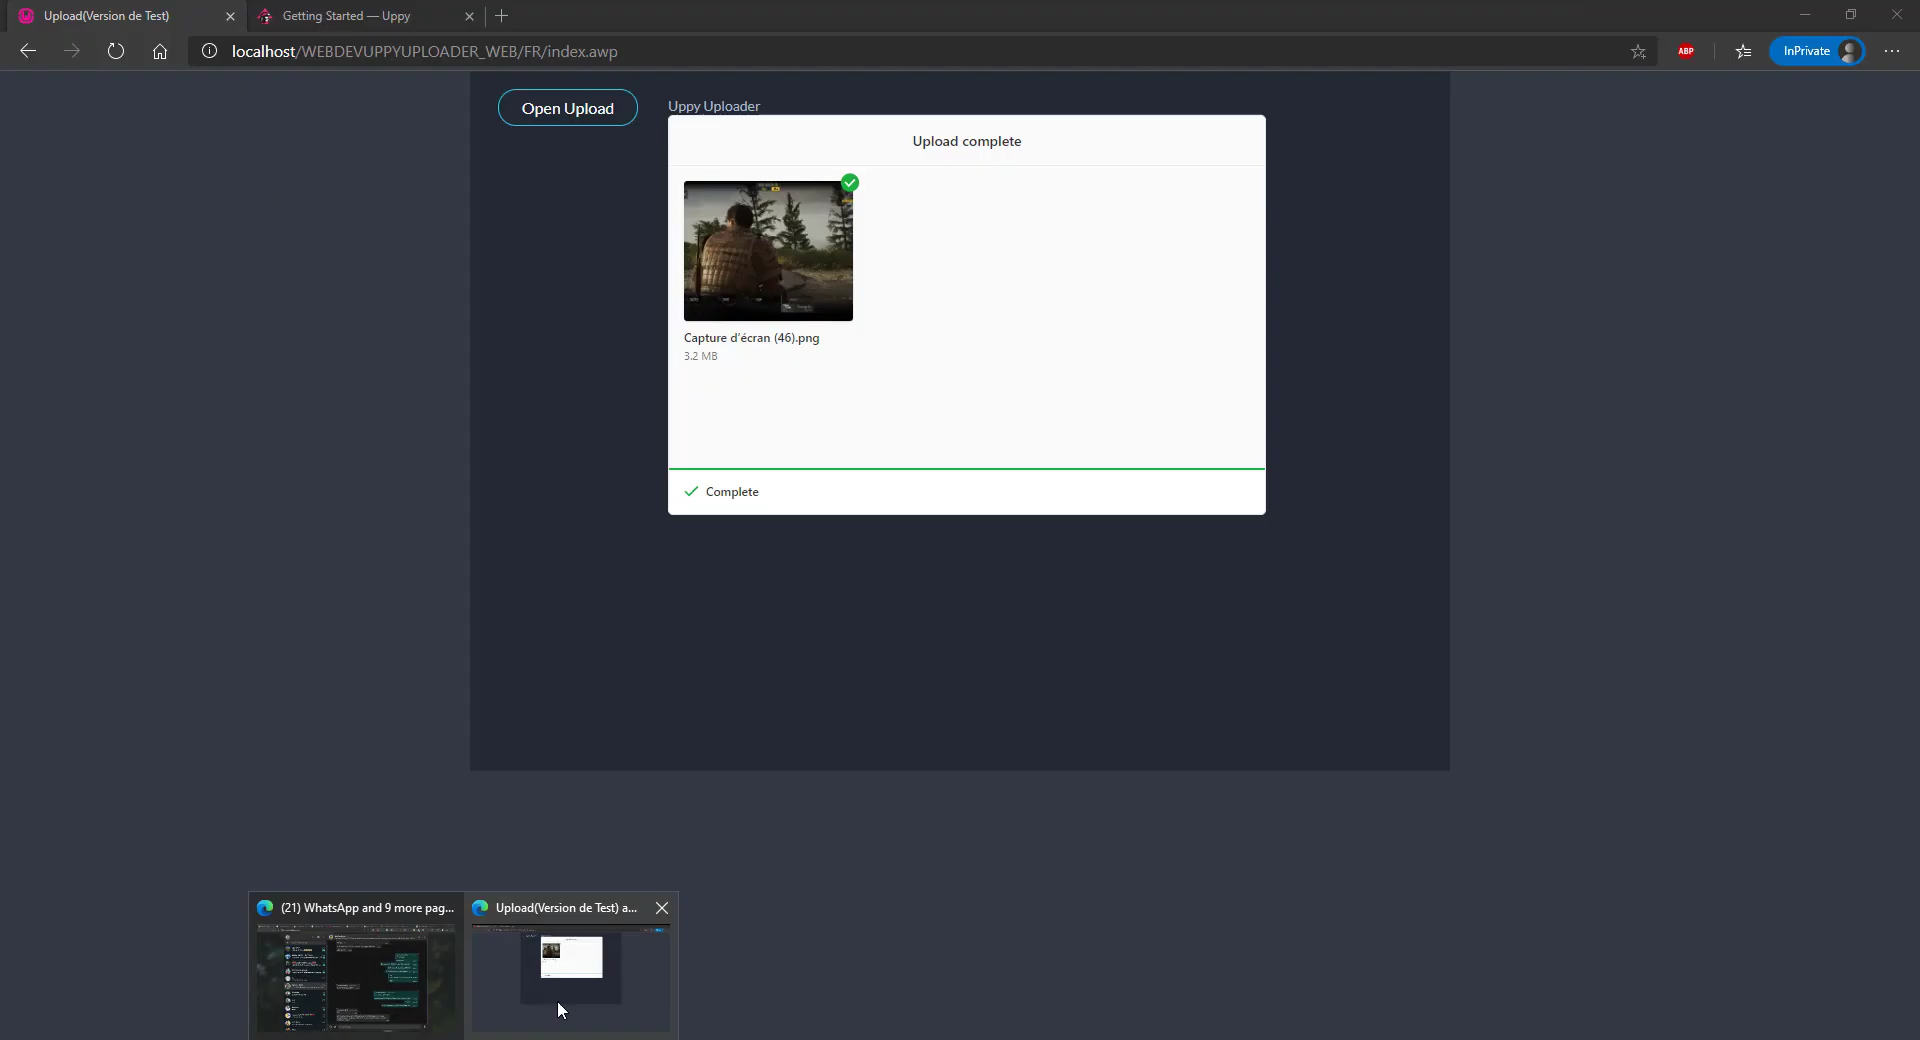 Upload(Version de Test)
Getting Started — Uppy
localhost/WEBDEVUPPYUPLOADER_WEB/FR/index.awp
ABP
InPrivate
Open Upload
Uppy Uploader
Upload complete
Capture d'écran (46).png
3.2 MB
Complete
(21) WhatsApp and 9 more pag...
Upload(Version de Test) a...